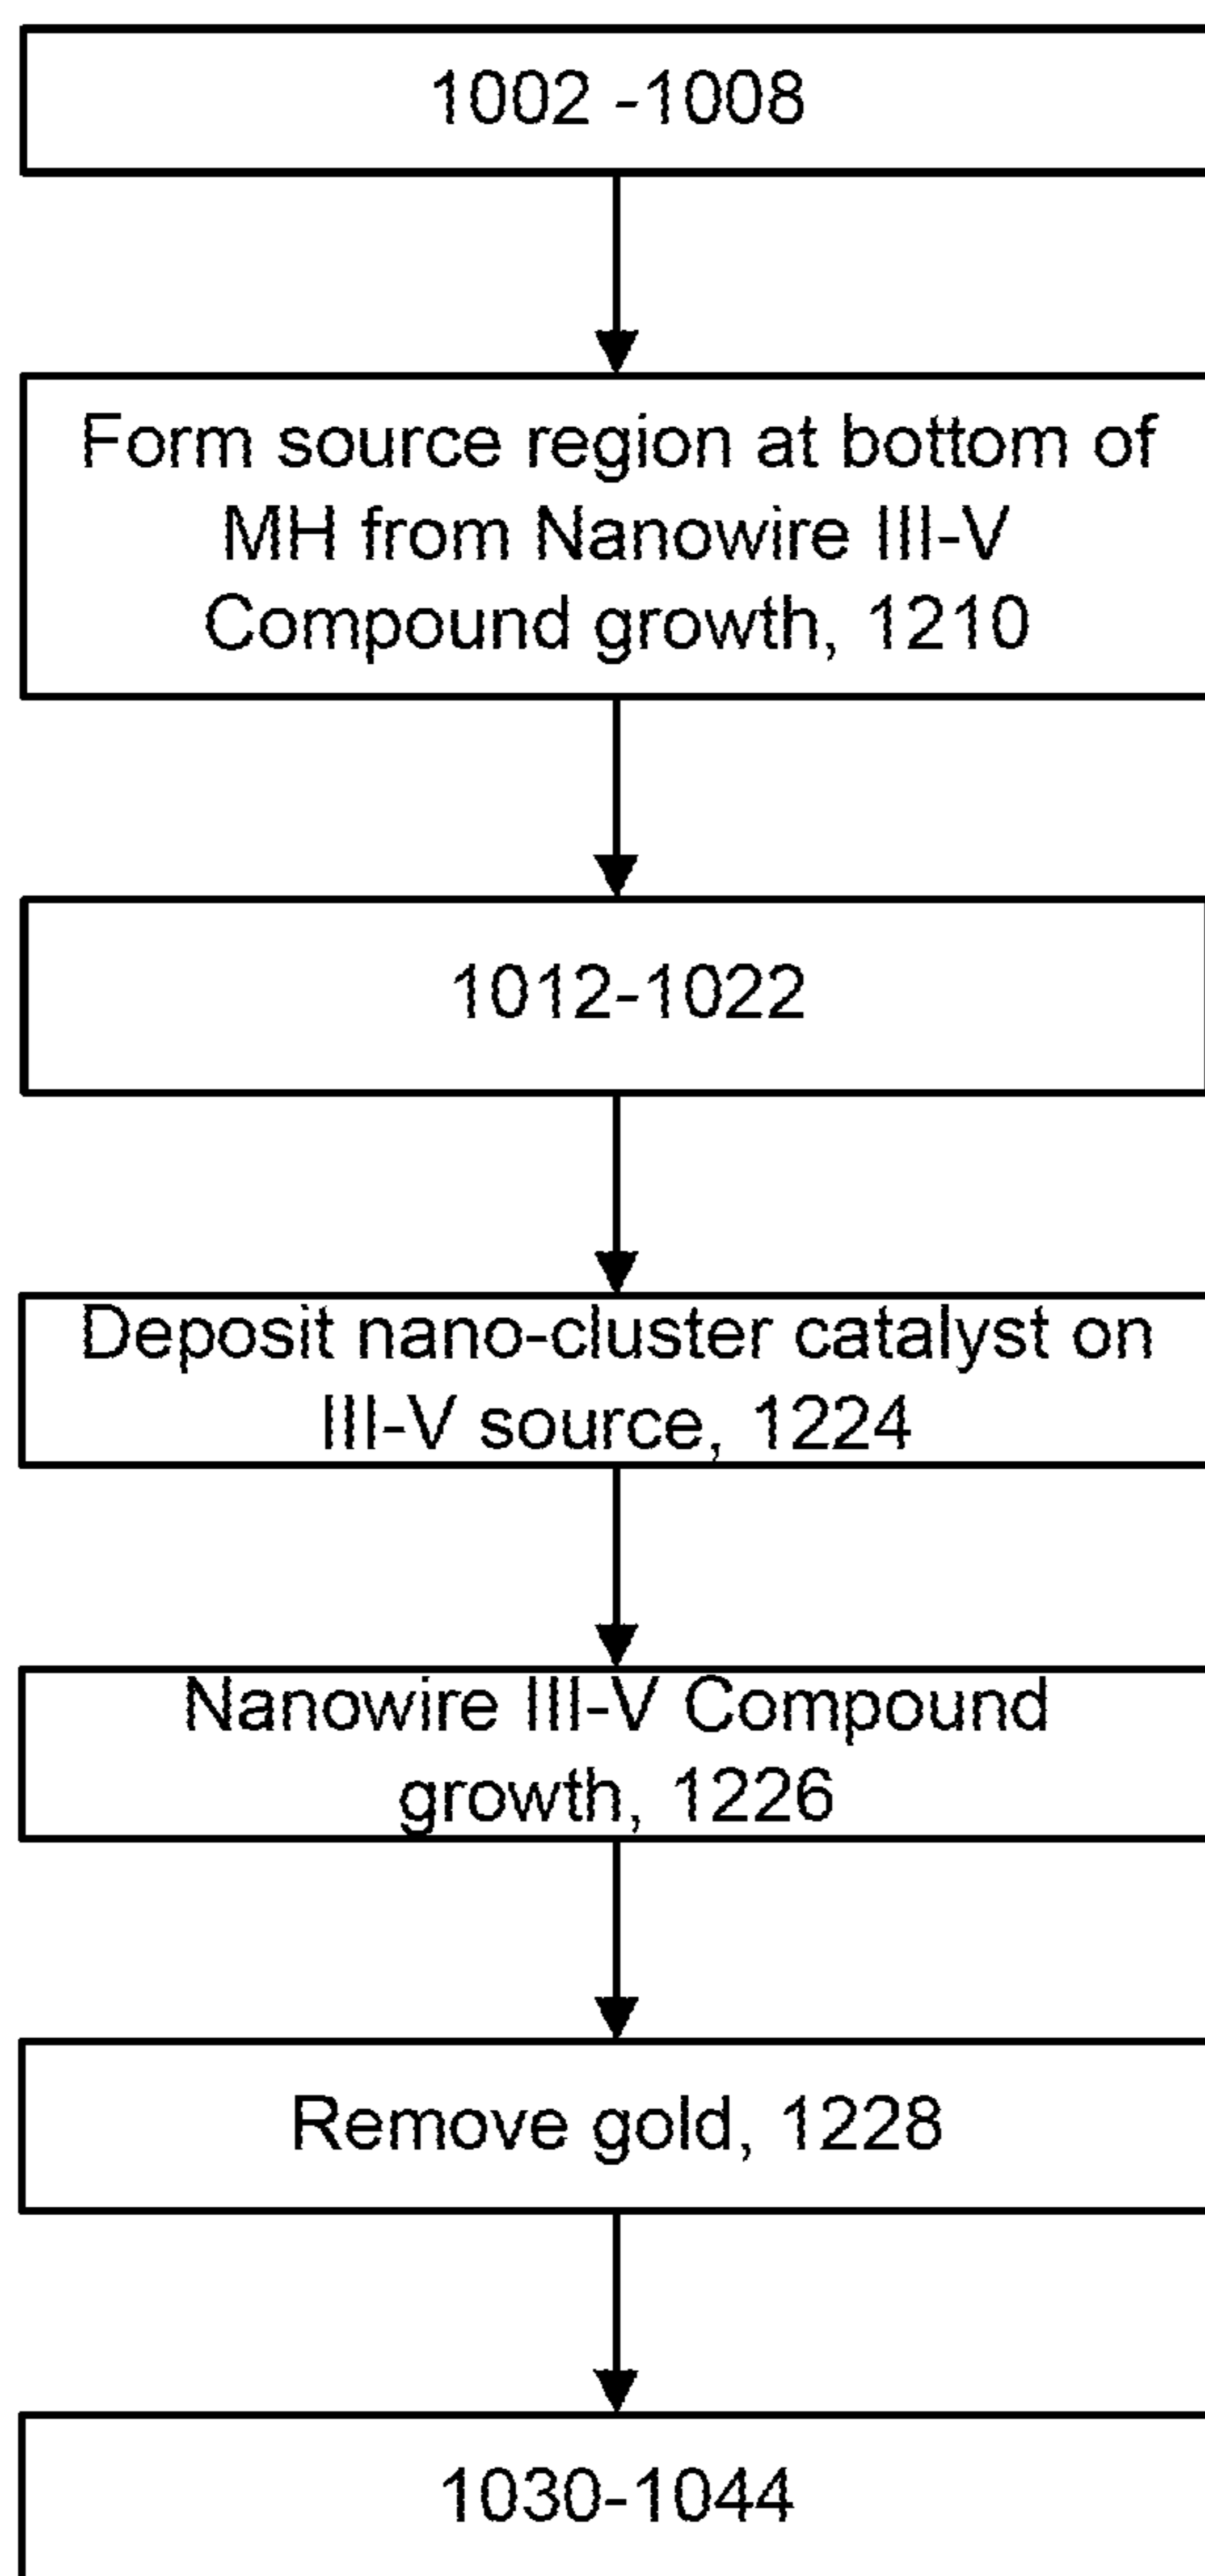 1002 -1008
Form source region at bottom of
MH from Nanowire III-V
Compound growth, 1210
1012-1022
Deposit nano-cluster catalyst on
III-V source, 1224
Nanowire III-V Compound
growth, 1226
Remove gold, 1228
1030-1044